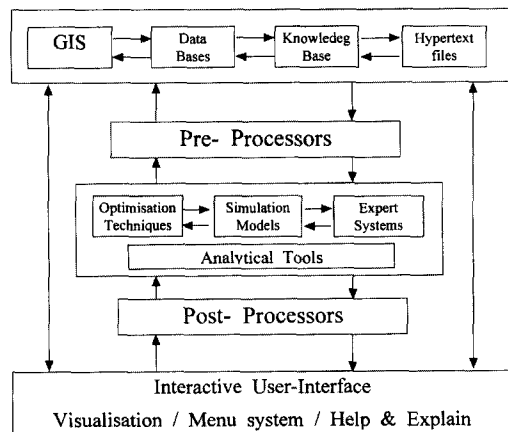 GIS
Data
Bases
Knowledeg
Base
Hypertext
files
Pre- Processors
Optimisation
Techniques
Simulation
Models
Expert
Systems
Analytical Tools
Post- Processors
Interactive User-Interface
Visualisation / Menu system / Help & Explain